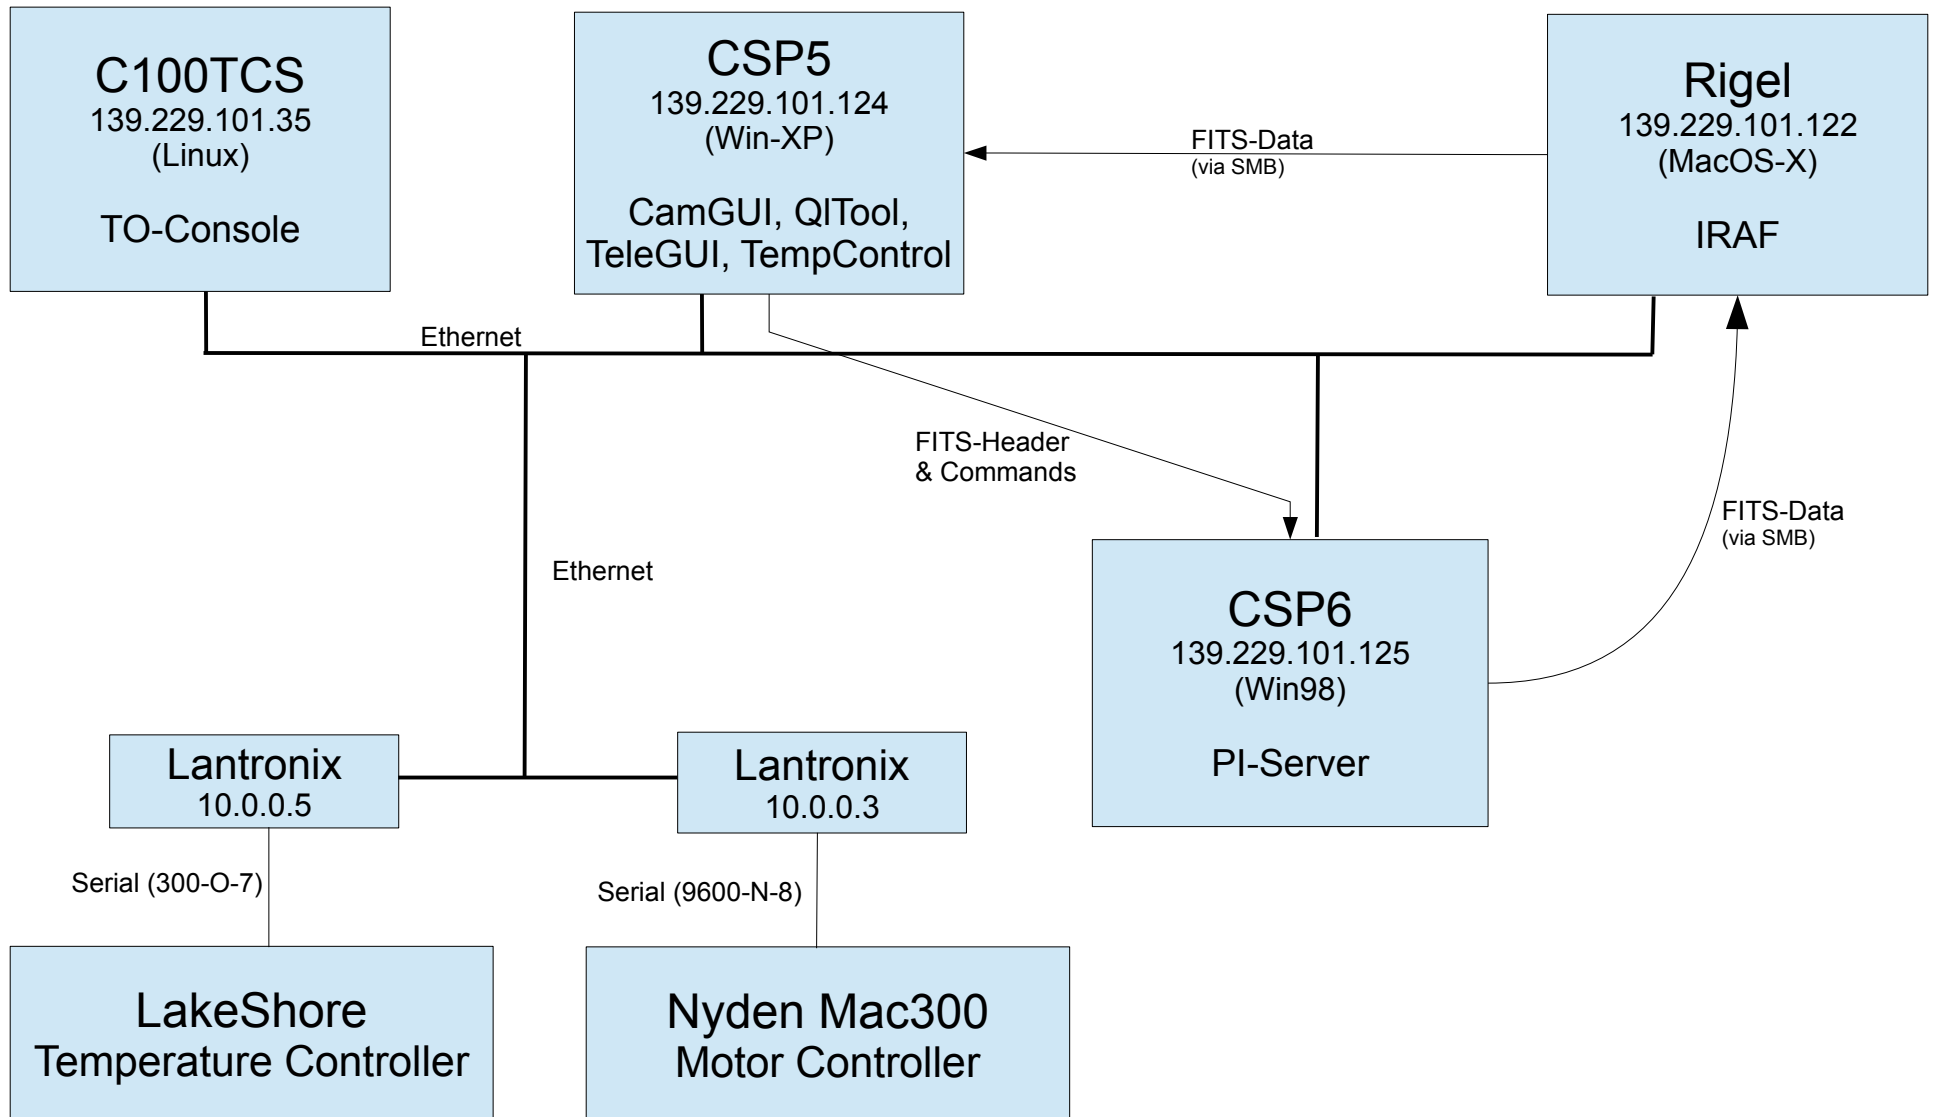 C100TCS
139.229.101.35
(Linux)
TO-Console
CSP5
139.229.101.124
(Win-XP)
CamGUI, QlTool,
TeleGUI, TempControl
FITS-Data
(via SMB)
Rigel
139.229.101.122
(MacOS-X)
IRAF
Ethernet
FITS-Header
& Commands
FITS-Data
(via SMB)
Ethernet
CSP6
139.229.101.125
(Win98)
PI-Server
Lantronix
10.0.0.5
Lantronix
10.0.0.3
Serial (300-O-7)
Serial (9600-N-8)
LakeShore
Temperature Controller
Nyden Mac300
Motor Controller